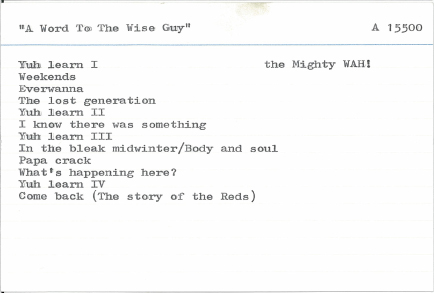 "A Word To The Wise Guy" A 15500
Yuh learn I the Mighty WAH!
Weekends
Everwanna
The lost generation
Yuh learn II
I know there was something
Yuh learn III
In the bleak midwinter/Body and soul
Papa crack
What's happening here?
Yuh learn IV
Come back (The story of the Reds)